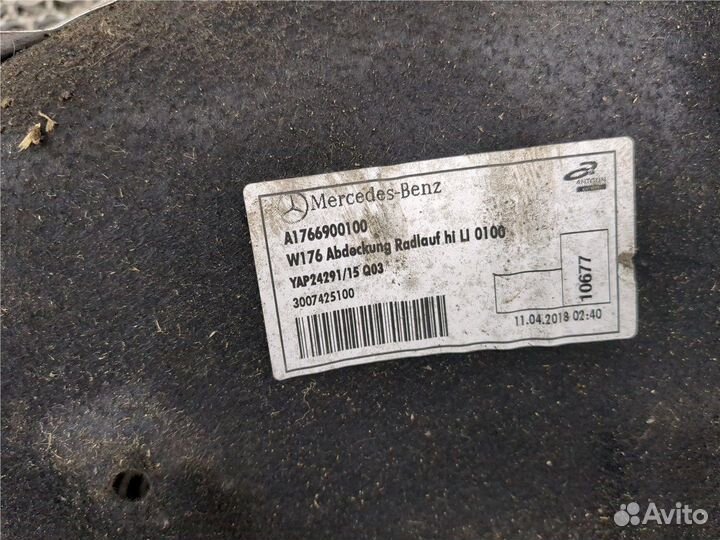 Mercedes-Benz
A1766900100
W176 Abdeckung Radlauf hi LI 0100
YAP24291/15 Q03
3007425100
10677
11.04.2018 02:40
Avito